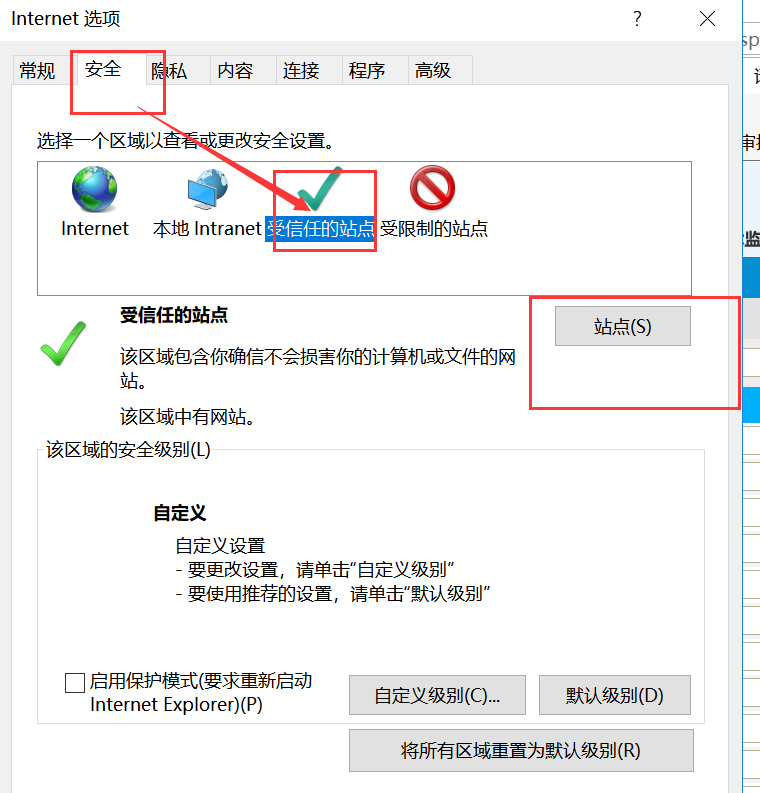 Internet 选项
?
常规 安全 隐私 内容 连接 程序 高级
选择一个区域以查看或更改安全设置。
Internet 本地 Intranet 受信任的站点 受限制的站点
受信任的站点
站点(S)
该区域包含你确信不会损害你的计算机或文件的网
站。
该区域中有网站。
该区域的安全级别(L)
自定义
自定义设置
- 要更改设置，请单击“自定义级别”
- 要使用推荐的设置，请单击“默认级别”
启用保护模式(要求重新启动
Internet Explorer)(P)
自定义级别(C)... 默认级别(D)
将所有区域重置为默认级别(R)
sp
监